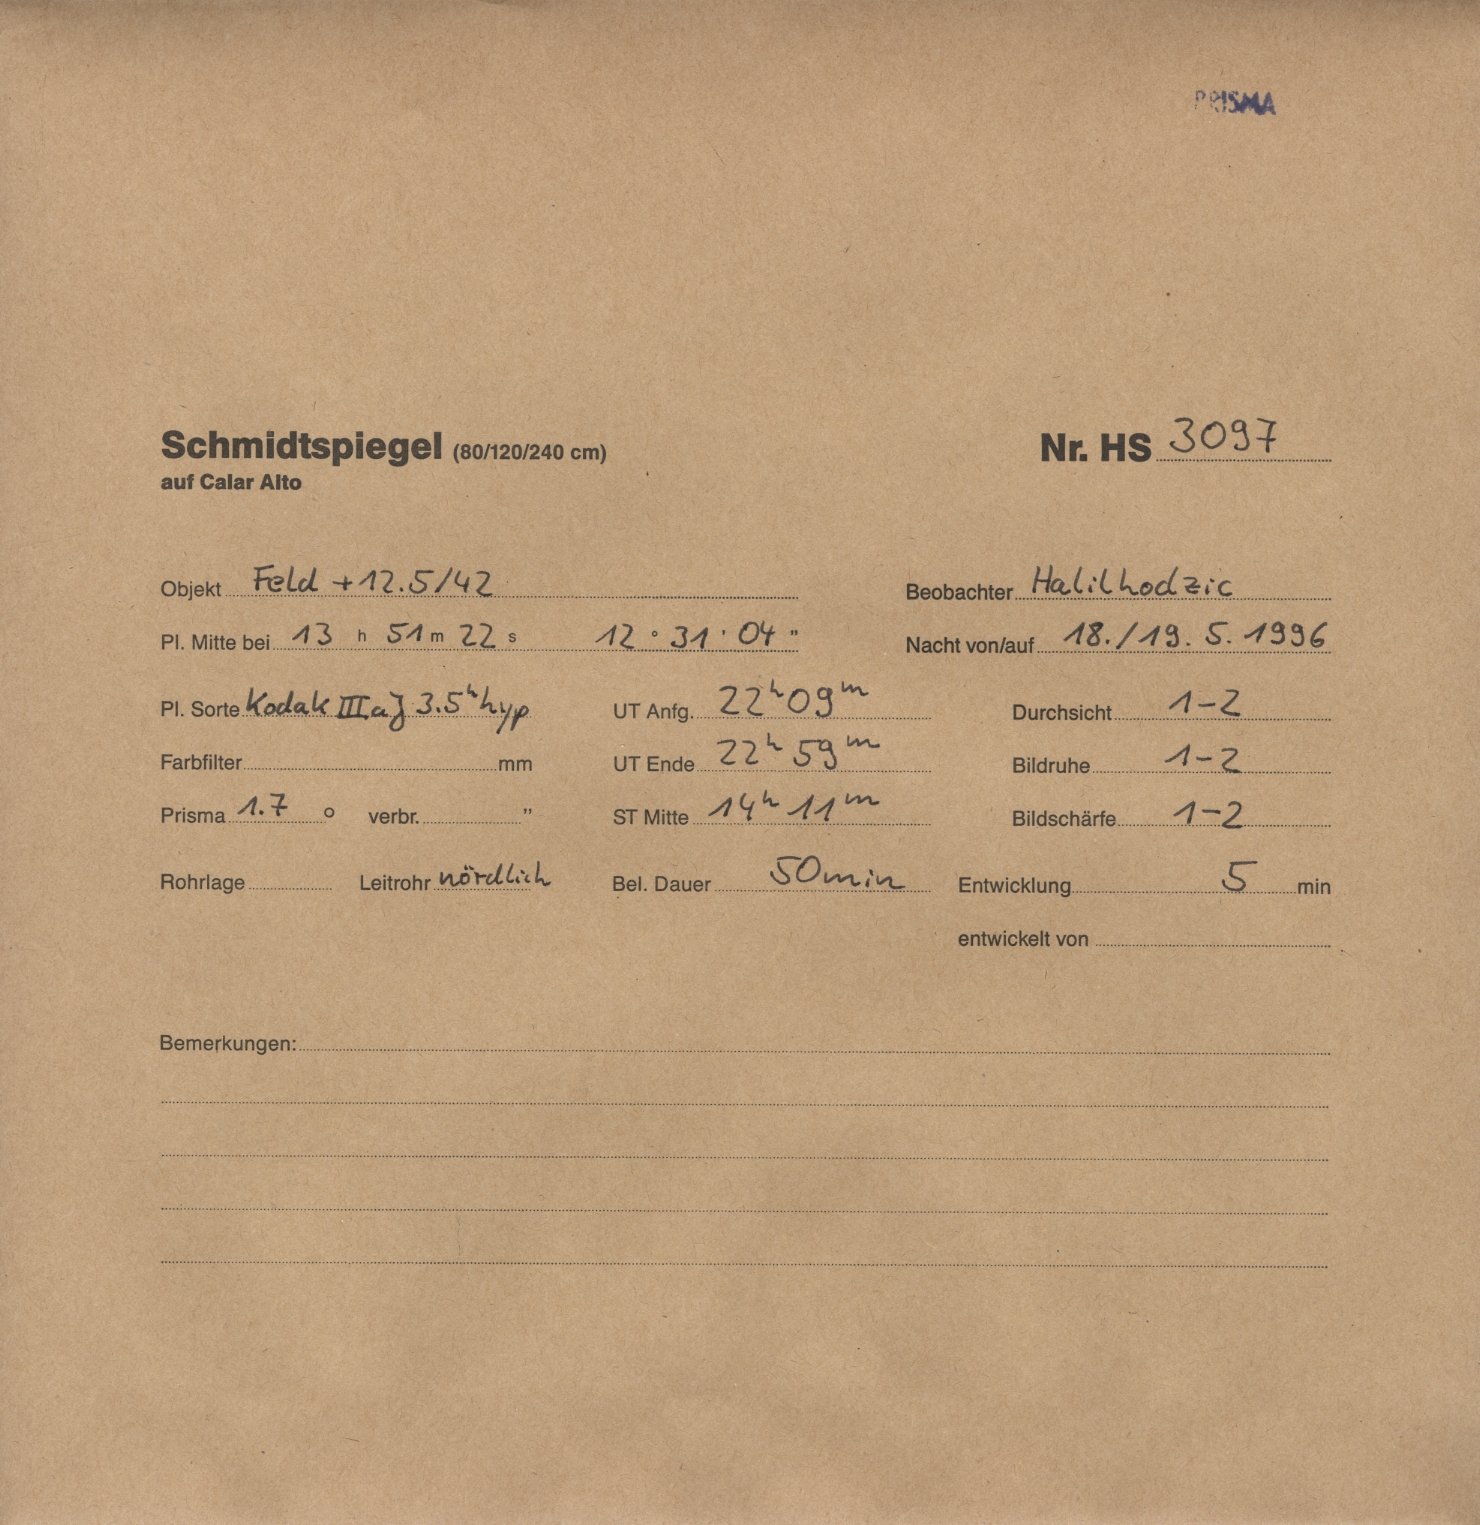 PRISMA
Schmidtspiegel (80/120/240 cm) Nr. HS 3097
auf Calar Alto
Objekt Feld +12.5/42 Beobachter Halilhodzic
Pl. Mitte bei 13 h 51 m 22 s 12 ° 31 ' 04 " Nacht von/auf 18./19. 5. 1996
Pl. Sorte Kodak IIIaJ 3.5h hyp UT Anfg. 22h 09m Durchsicht 1-2
Farbfilter mm UT Ende 22h 59m Bildruhe 1-2
Prisma 1.7 ° verbr. " ST Mitte 14h 11m Bildschärfe 1-2
Rohrlage Leitrohr nördlich Bel. Dauer 50min Entwicklung 5 min
entwickelt von
Bemerkungen: